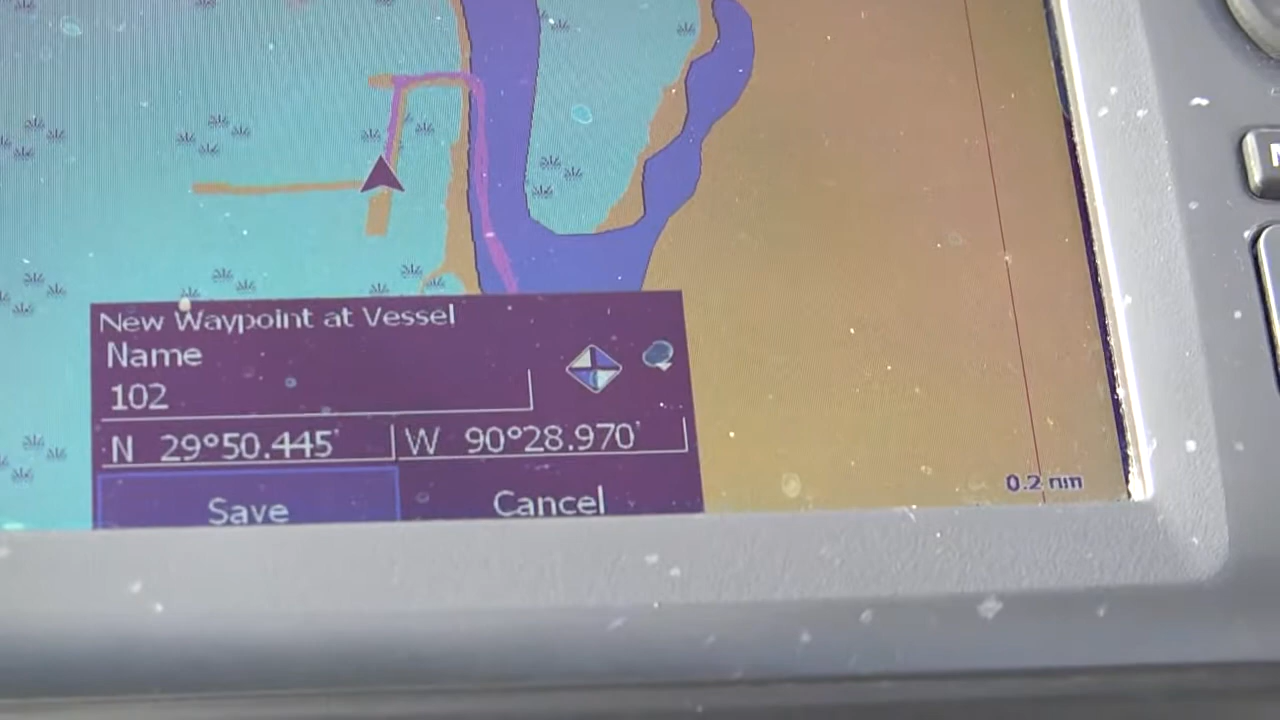 New Waypoint at Vessel
Name
102
N 29°50.445' W 90°28.970'
Save Cancel
0.2 nm